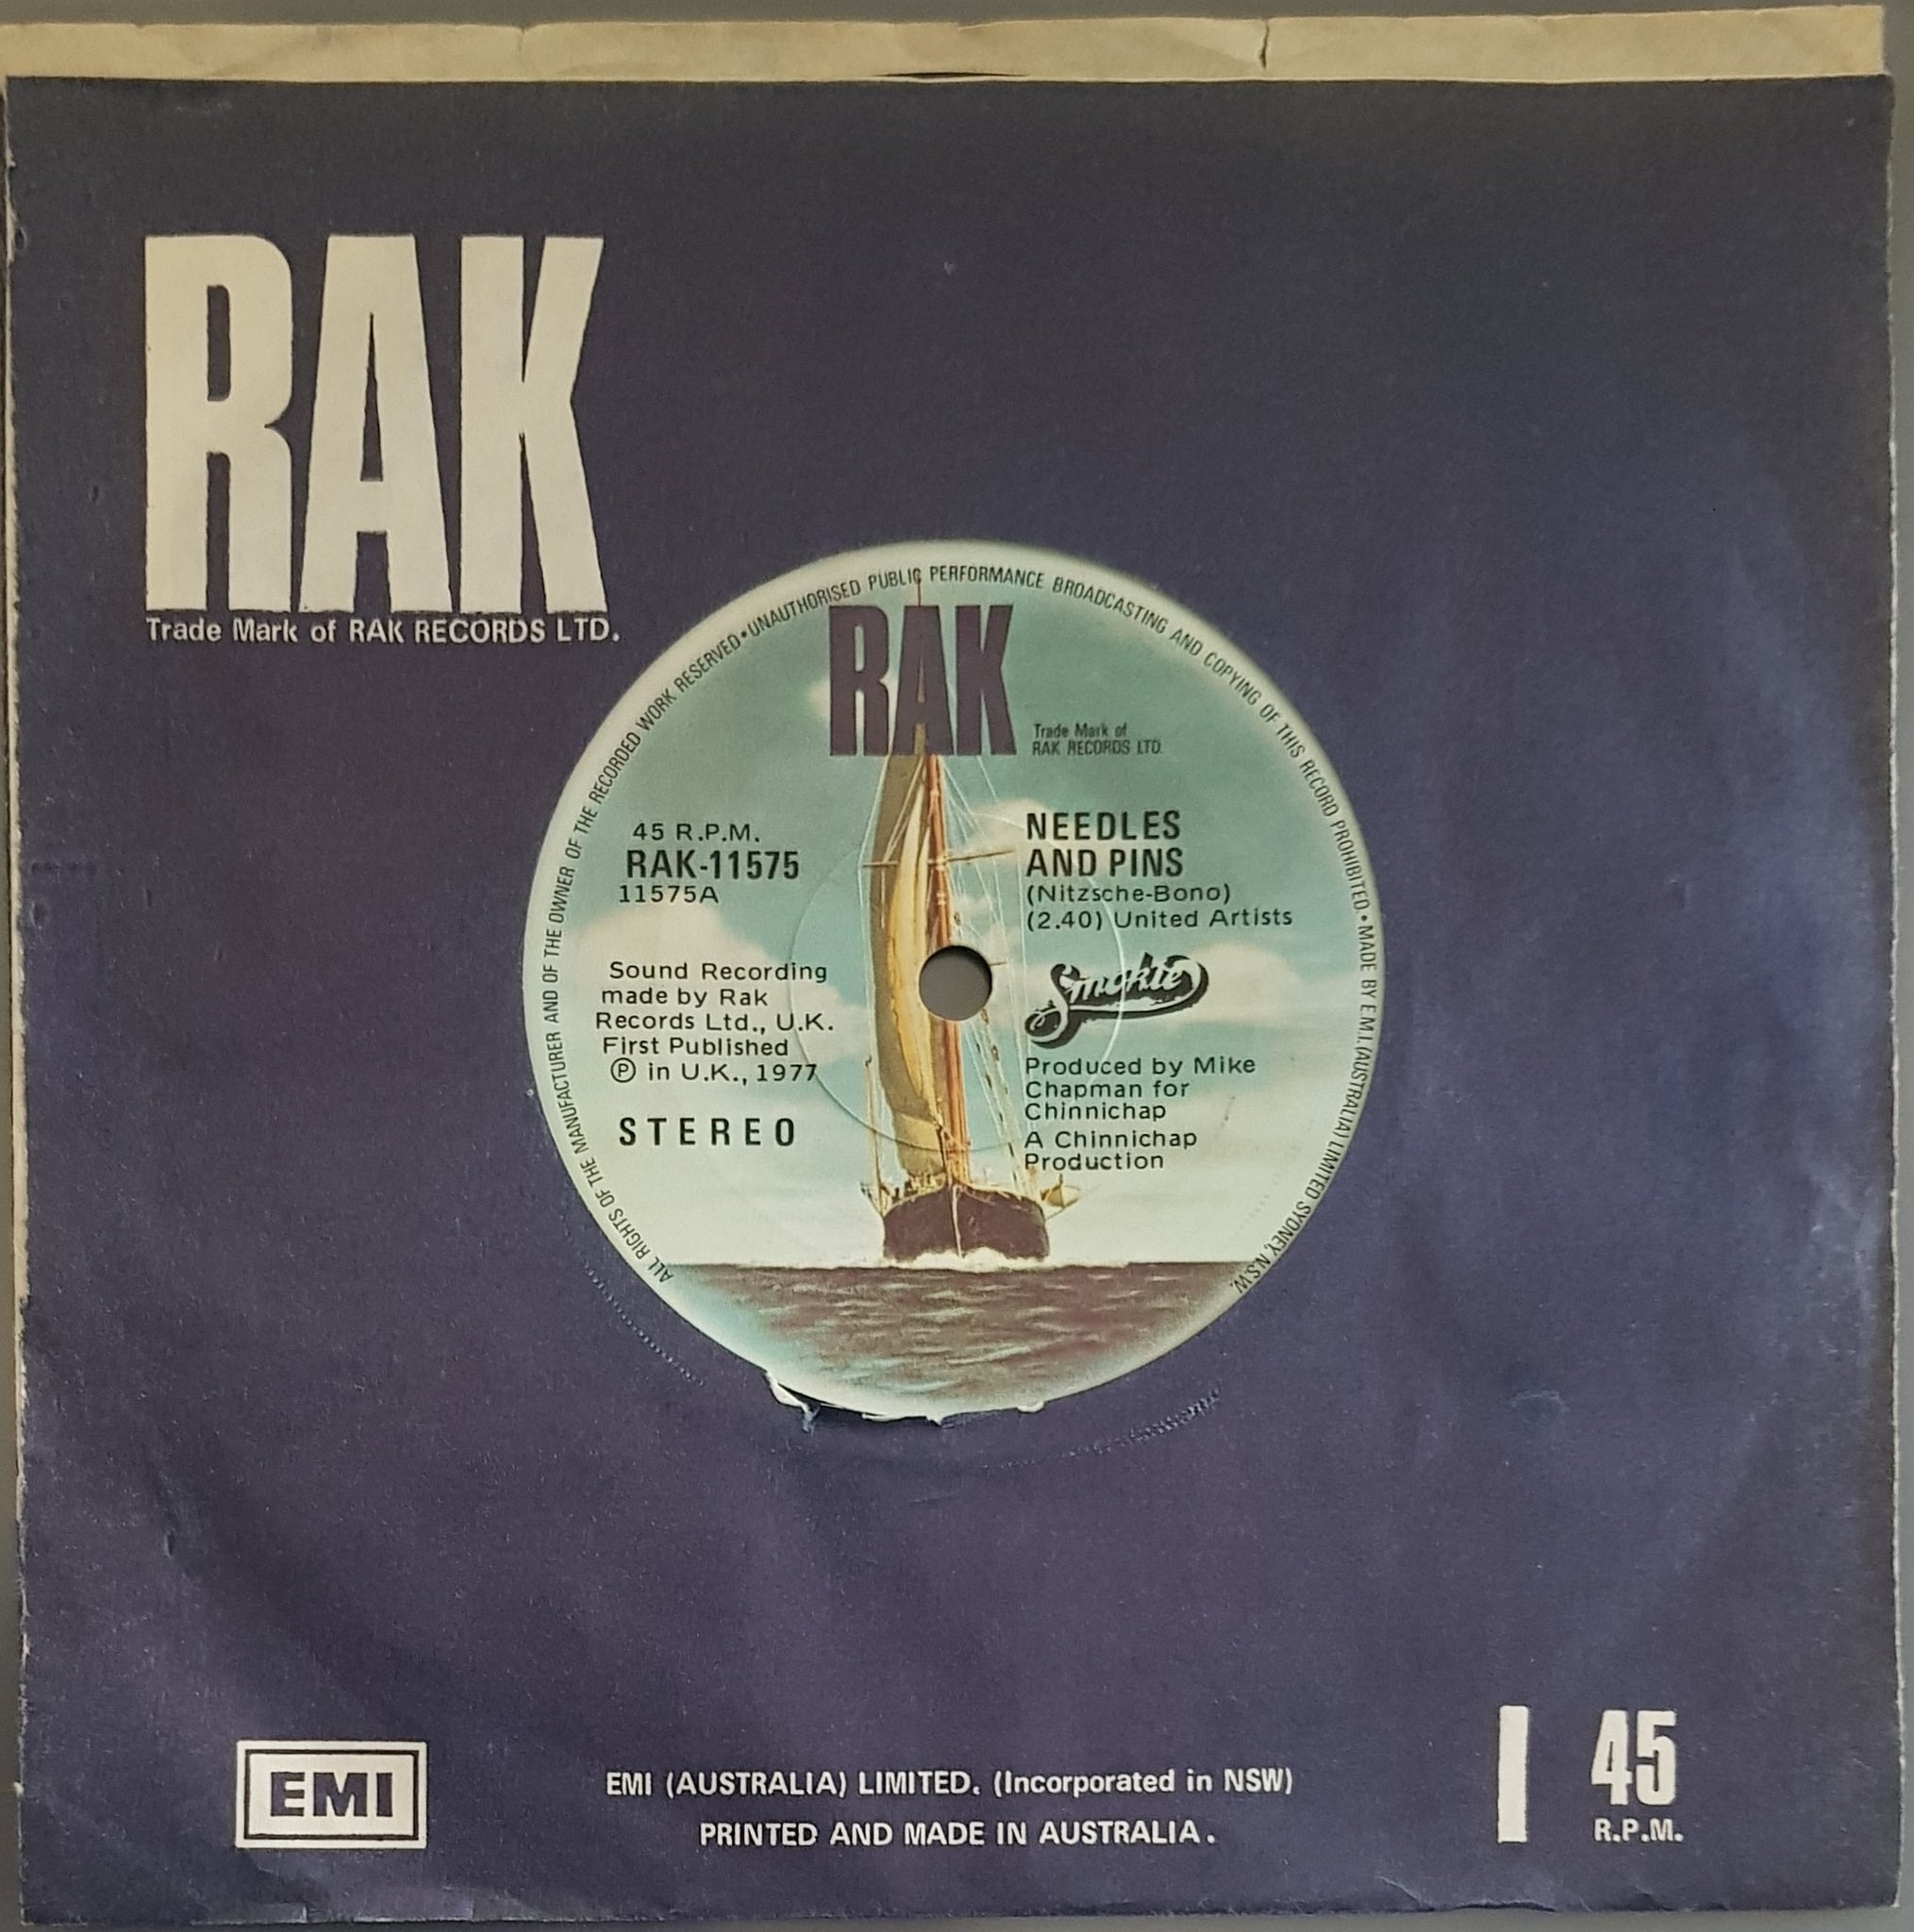 RAK
Trade Mark of RAK RECORDS LTD.
ALL RIGHTS OF THE MANUFACTURER AND OF THE OWNER OF THE RECORDED WORK RESERVED•UNAUTHORISED PUBLIC PERFORMANCE BROADCASTING AND COPYING OF THIS RECORD PROHIBITED.•MADE BY E.M.I. (AUSTRALIA) LIMITED SYDNEY, N.S.W.
RAK
Trade Mark of
RAK RECORDS LTD.
45 R.P.M.
RAK-11575
11575A
Sound Recording
made by Rak
Records Ltd., U.K.
First Published
Ⓟ in U.K., 1977
STEREO
NEEDLES
AND PINS
(Nitzsche-Bono)
(2.40) United Artists
Smokie
Produced by Mike
Chapman for
Chinnichap
A Chinnichap
Production
EMI
EMI (AUSTRALIA) LIMITED. (Incorporated in NSW)
PRINTED AND MADE IN AUSTRALIA.
45
R.P.M.